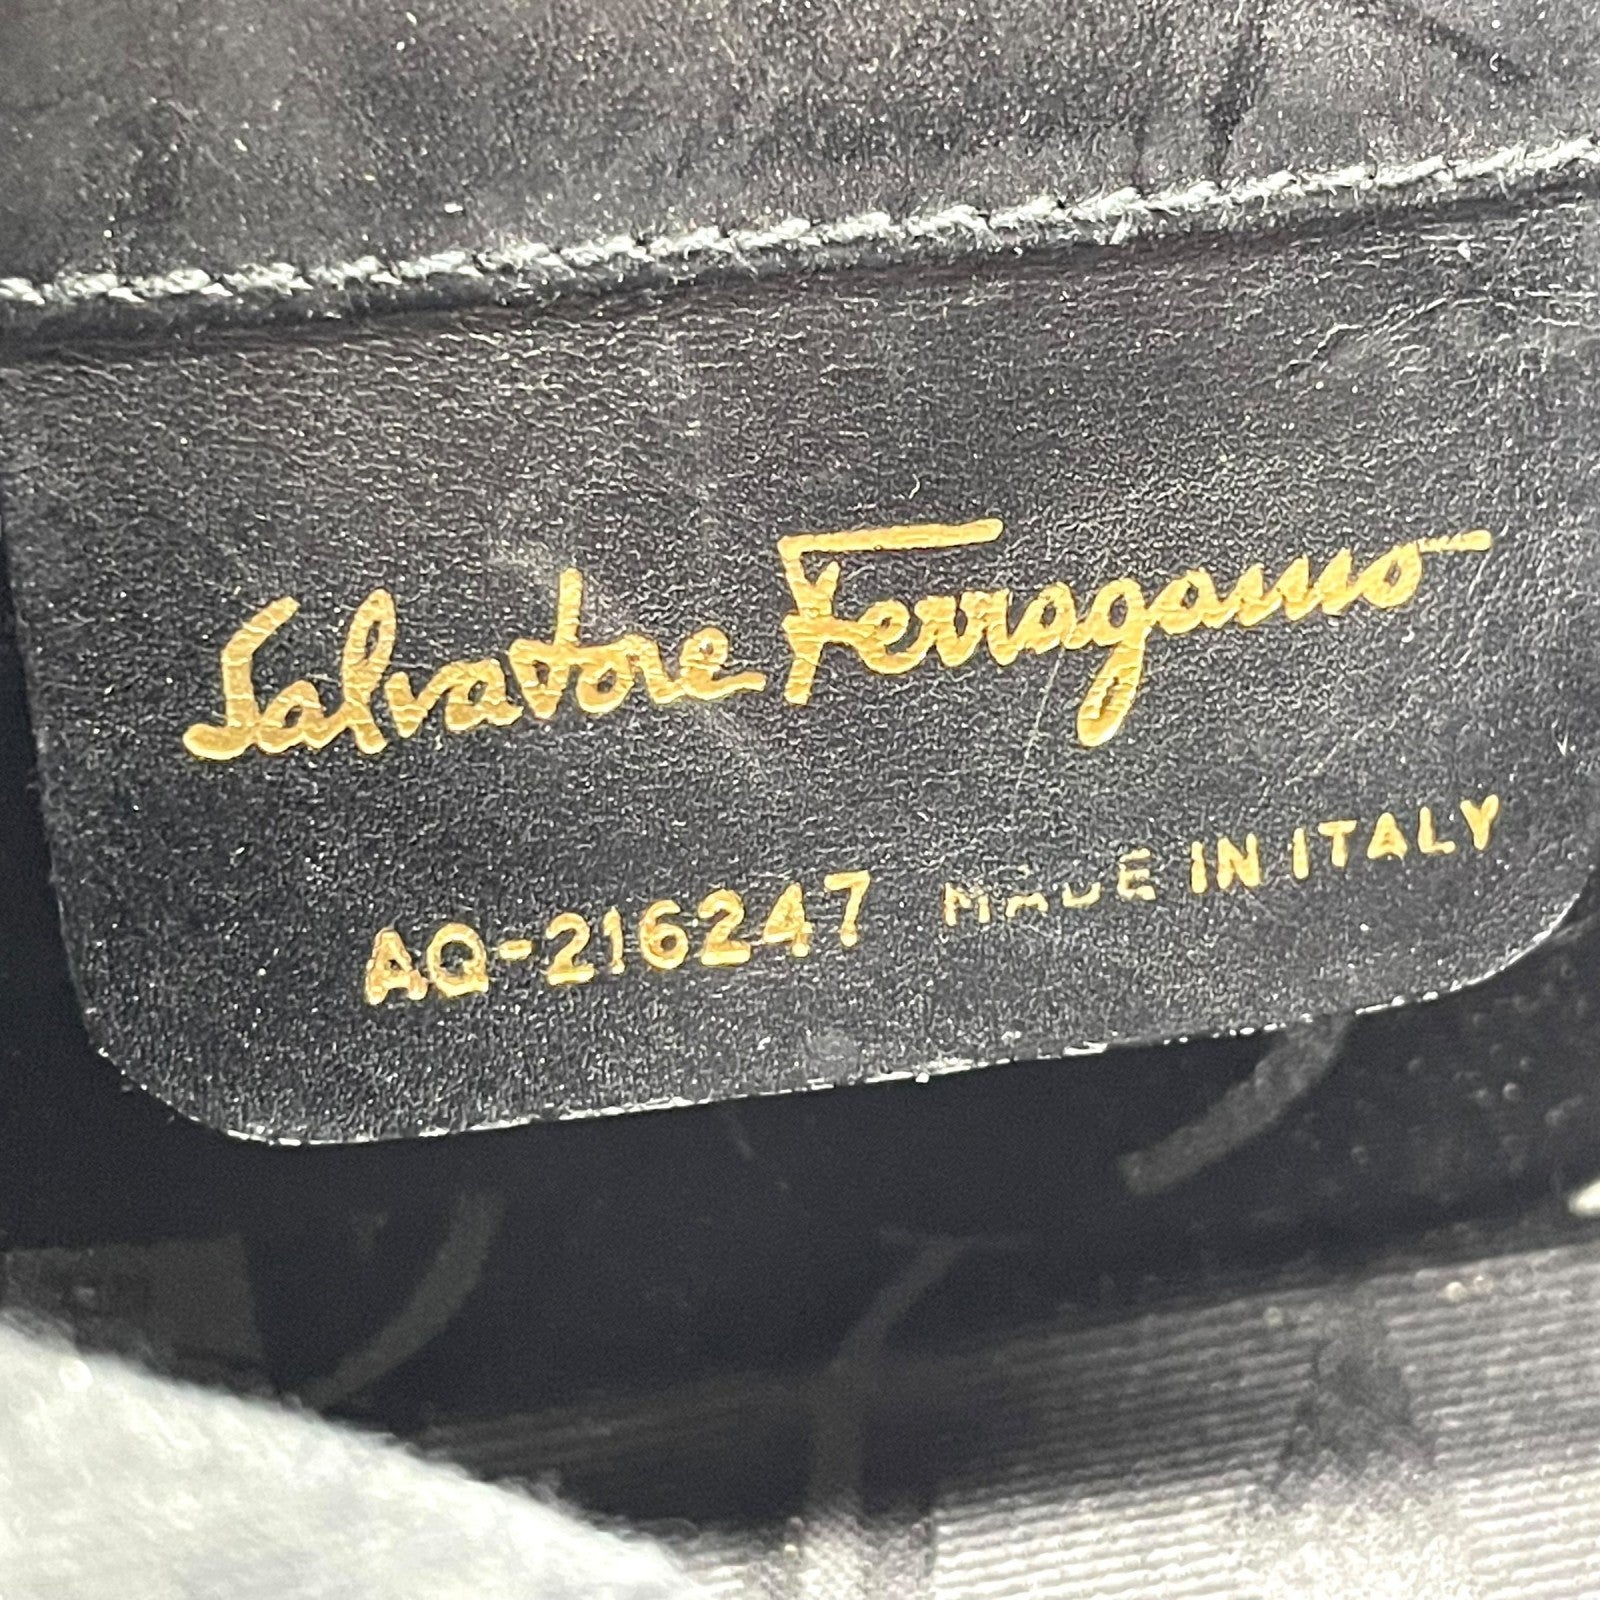 Salvatore Ferragamo
AQ-216247 MADE IN ITALY